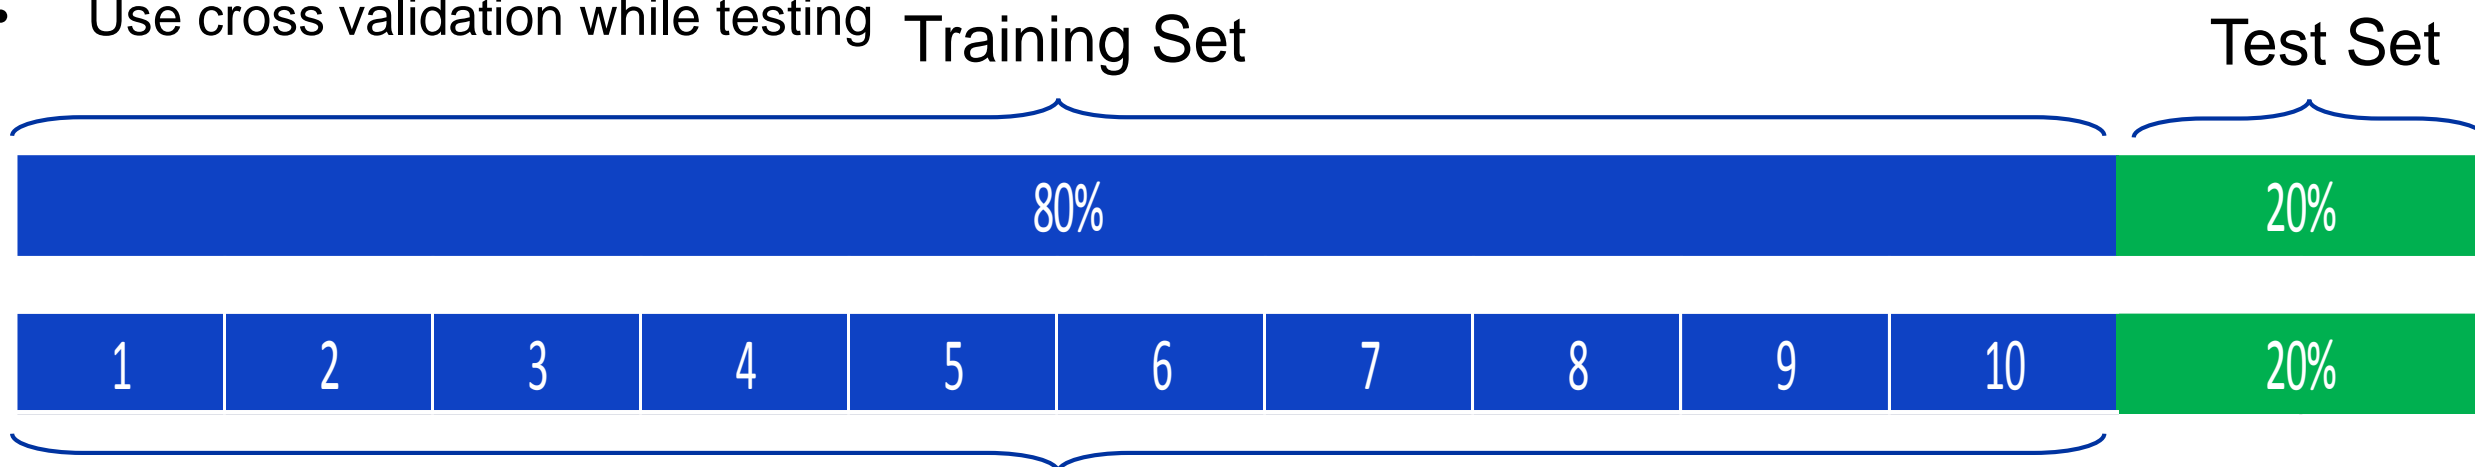 • Use cross validation while testing
Training Set Test Set
80% 20%
1 2 3 4 5 6 7 8 9 10 20%